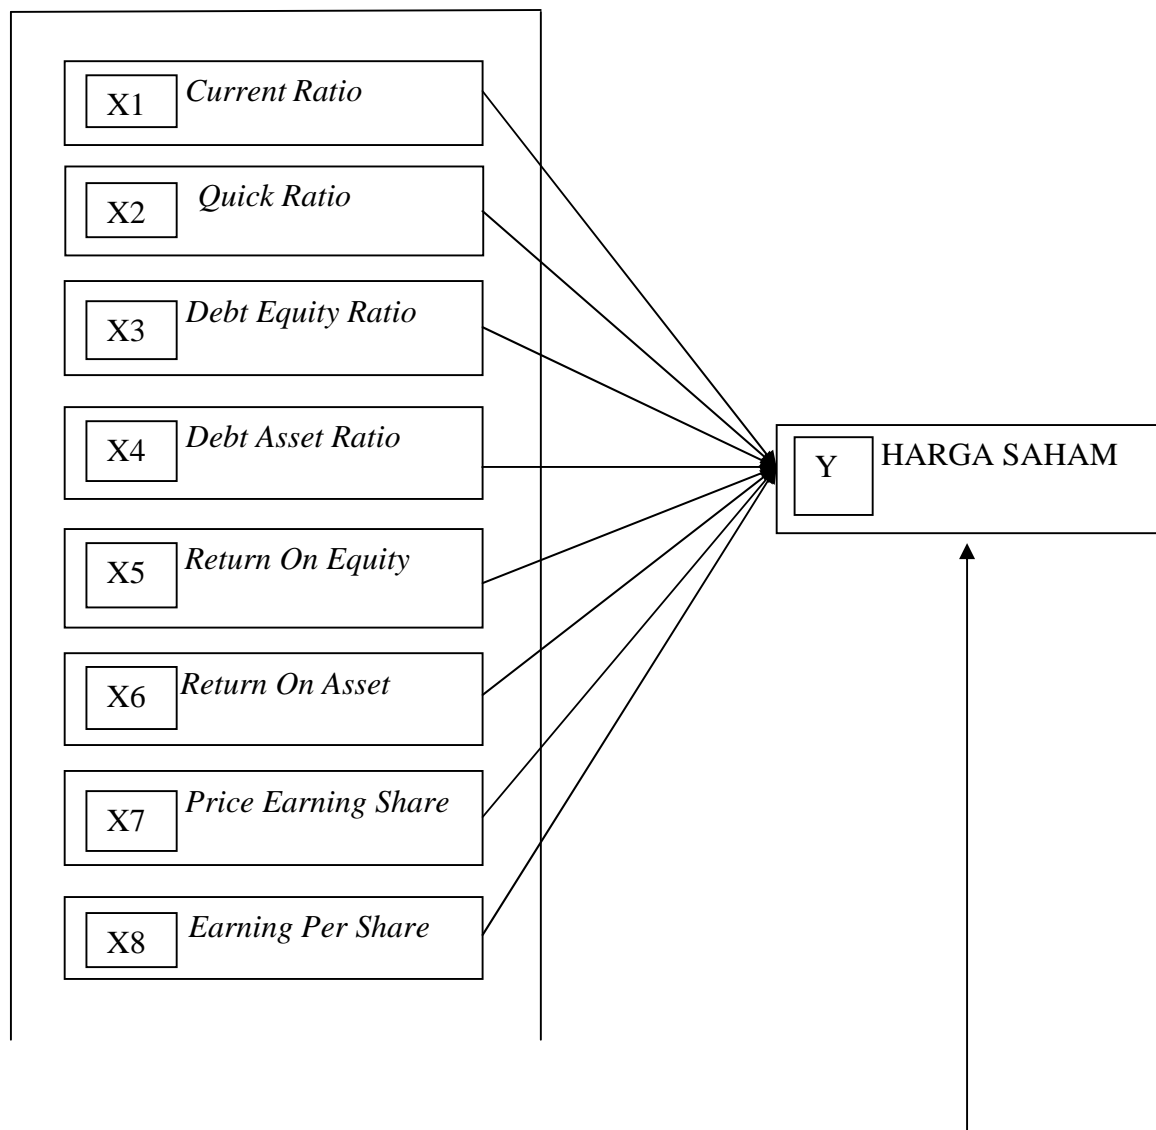 X1 Current Ratio
X2 Quick Ratio
X3 Debt Equity Ratio
X4 Debt Asset Ratio
Y HARGA SAHAM
X5 Return On Equity
X6 Return On Asset
X7 Price Earning Share
X8 Earning Per Share